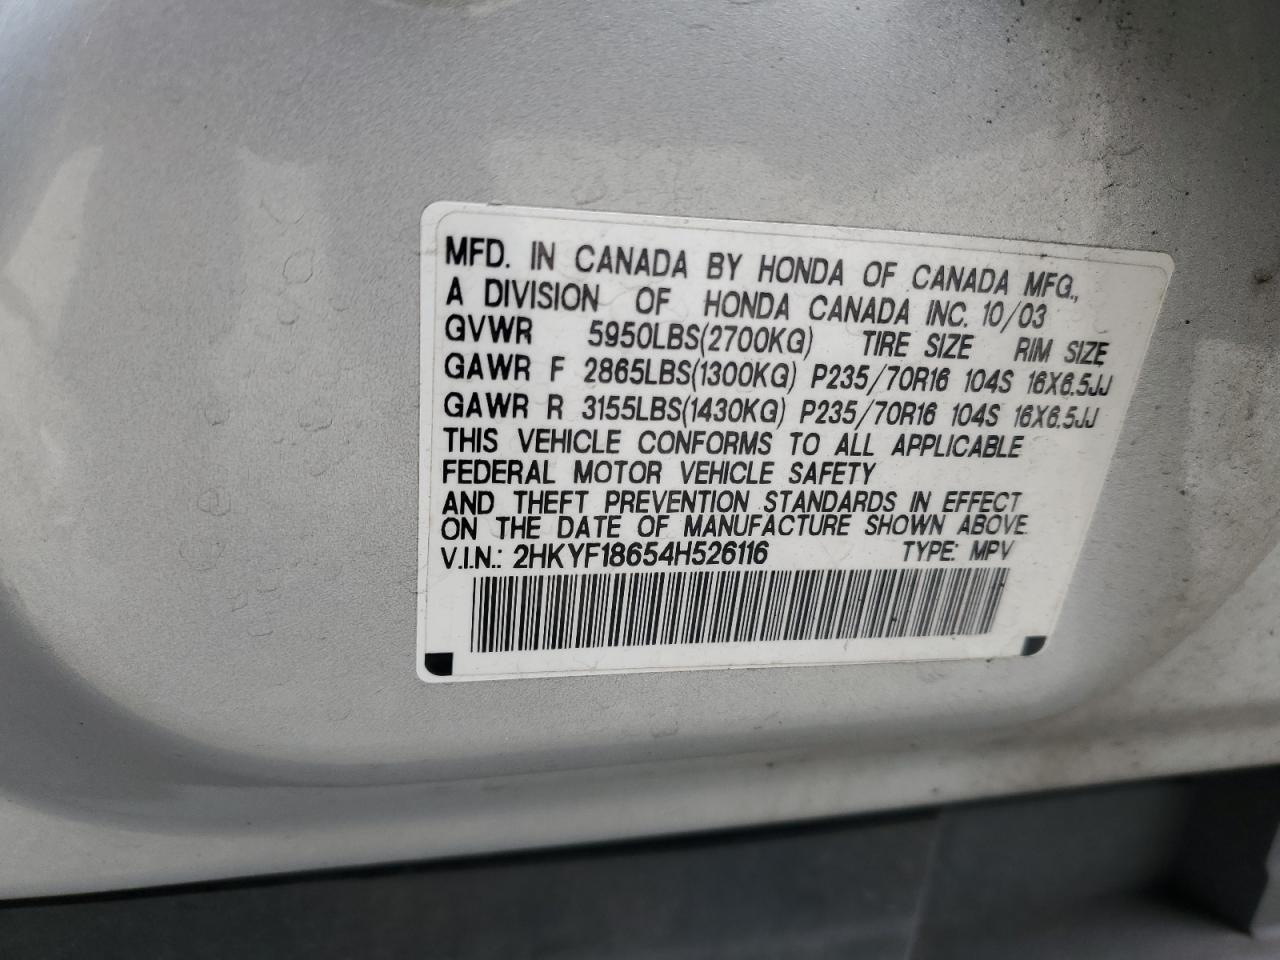 MFD. IN CANADA BY HONDA OF CANADA MFG.,
A DIVISION OF HONDA CANADA INC. 10/03
GVWR 5950LBS(2700KG) TIRE SIZE RIM SIZE
GAWR F 2865LBS(1300KG) P235/70R16 104S 16X6.5JJ
GAWR R 3155LBS(1430KG) P235/70R16 104S 16X6.5JJ
THIS VEHICLE CONFORMS TO ALL APPLICABLE
FEDERAL MOTOR VEHICLE SAFETY
AND THEFT PREVENTION STANDARDS IN EFFECT
ON THE DATE OF MANUFACTURE SHOWN ABOVE.
V.I.N.: 2HKYF18654H526116 TYPE: MPV